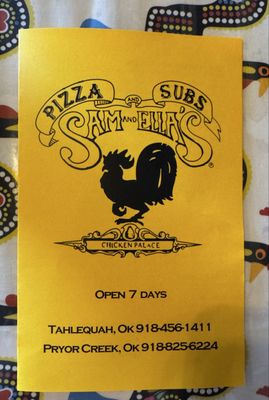 PIZZA AND SUBS
SAM AND ELLA'S
®
CHICKEN PALACE
OPEN 7 DAYS
TAHLEQUAH, OK 918-456-1411
PRYOR CREEK, OK 918-825-6224